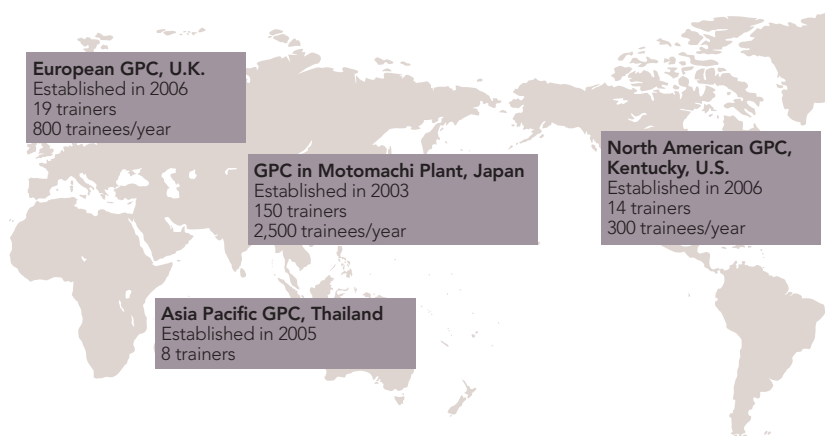 European GPC, U.K.
Established in 2006
19 trainers
800 trainees/year
GPC in Motomachi Plant, Japan
Established in 2003
150 trainers
2,500 trainees/year
North American GPC,
Kentucky, U.S.
Established in 2006
14 trainers
300 trainees/year
Asia Pacific GPC, Thailand
Established in 2005
8 trainers